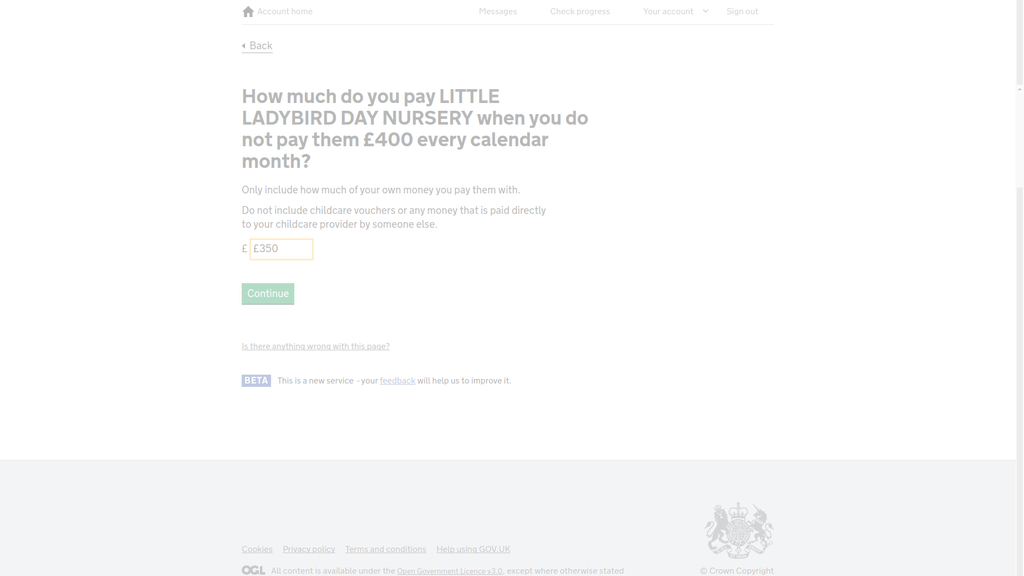 Account home
Messages
Check progress
Your account
Sign out
Back
How much do you pay LITTLE
LADYBIRD DAY NURSERY when you do
not pay them £400 every calendar
month?
Only include how much of your own money you pay them with.
Do not include childcare vouchers or any money that is paid directly
to your childcare provider by someone else.
£ £350
Continue
Is there anything wrong with this page?
BETA This is a new service - your feedback will help us to improve it.
Cookies Privacy policy Terms and conditions Help using GOV.UK
OGL All content is available under the Open Government Licence v3.0, except where otherwise stated
© Crown Copyright